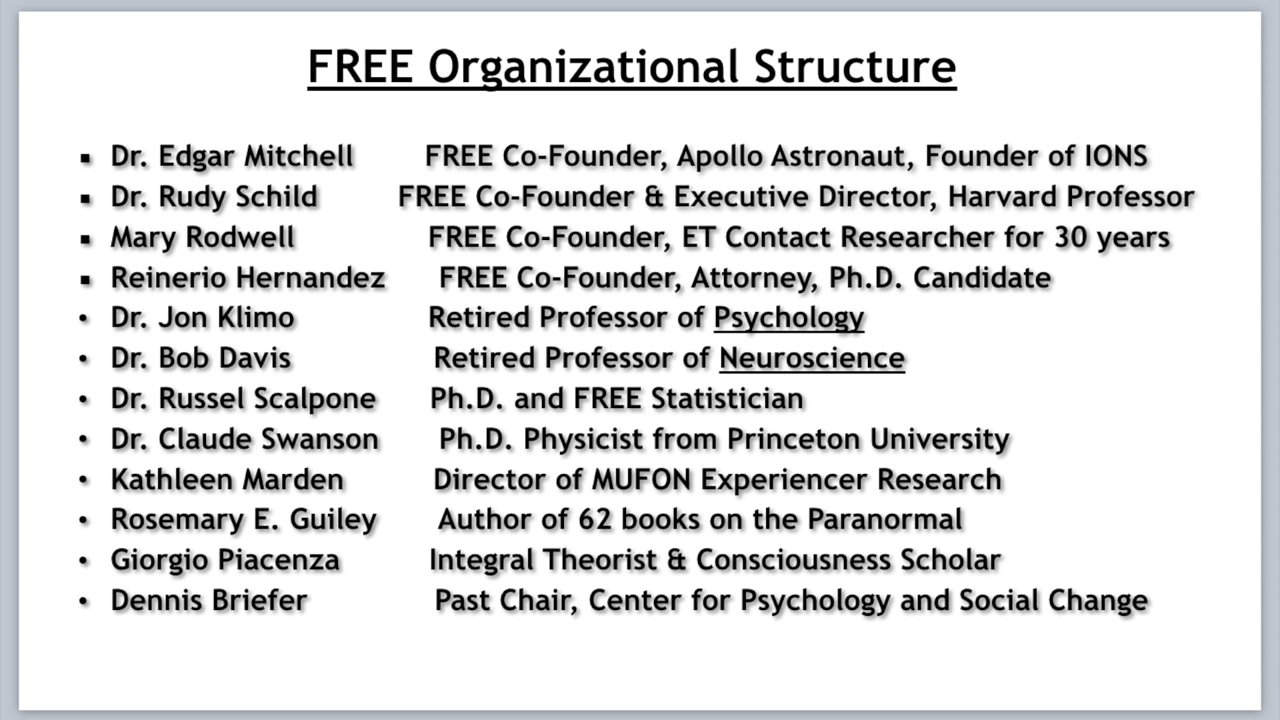 FREE Organizational Structure
▪ Dr. Edgar Mitchell FREE Co-Founder, Apollo Astronaut, Founder of IONS
▪ Dr. Rudy Schild FREE Co-Founder & Executive Director, Harvard Professor
▪ Mary Rodwell FREE Co-Founder, ET Contact Researcher for 30 years
▪ Reinerio Hernandez FREE Co-Founder, Attorney, Ph.D. Candidate
• Dr. Jon Klimo Retired Professor of Psychology
• Dr. Bob Davis Retired Professor of Neuroscience
• Dr. Russel Scalpone Ph.D. and FREE Statistician
• Dr. Claude Swanson Ph.D. Physicist from Princeton University
• Kathleen Marden Director of MUFON Experiencer Research
• Rosemary E. Guiley Author of 62 books on the Paranormal
• Giorgio Piacenza Integral Theorist & Consciousness Scholar
• Dennis Briefer Past Chair, Center for Psychology and Social Change